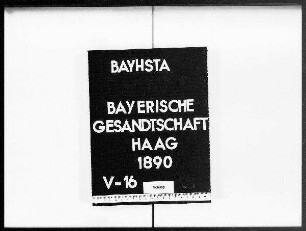 BAYHSTA
BAYERISCHE
GESANDTSCHAFT
HAAG
1890
V-16